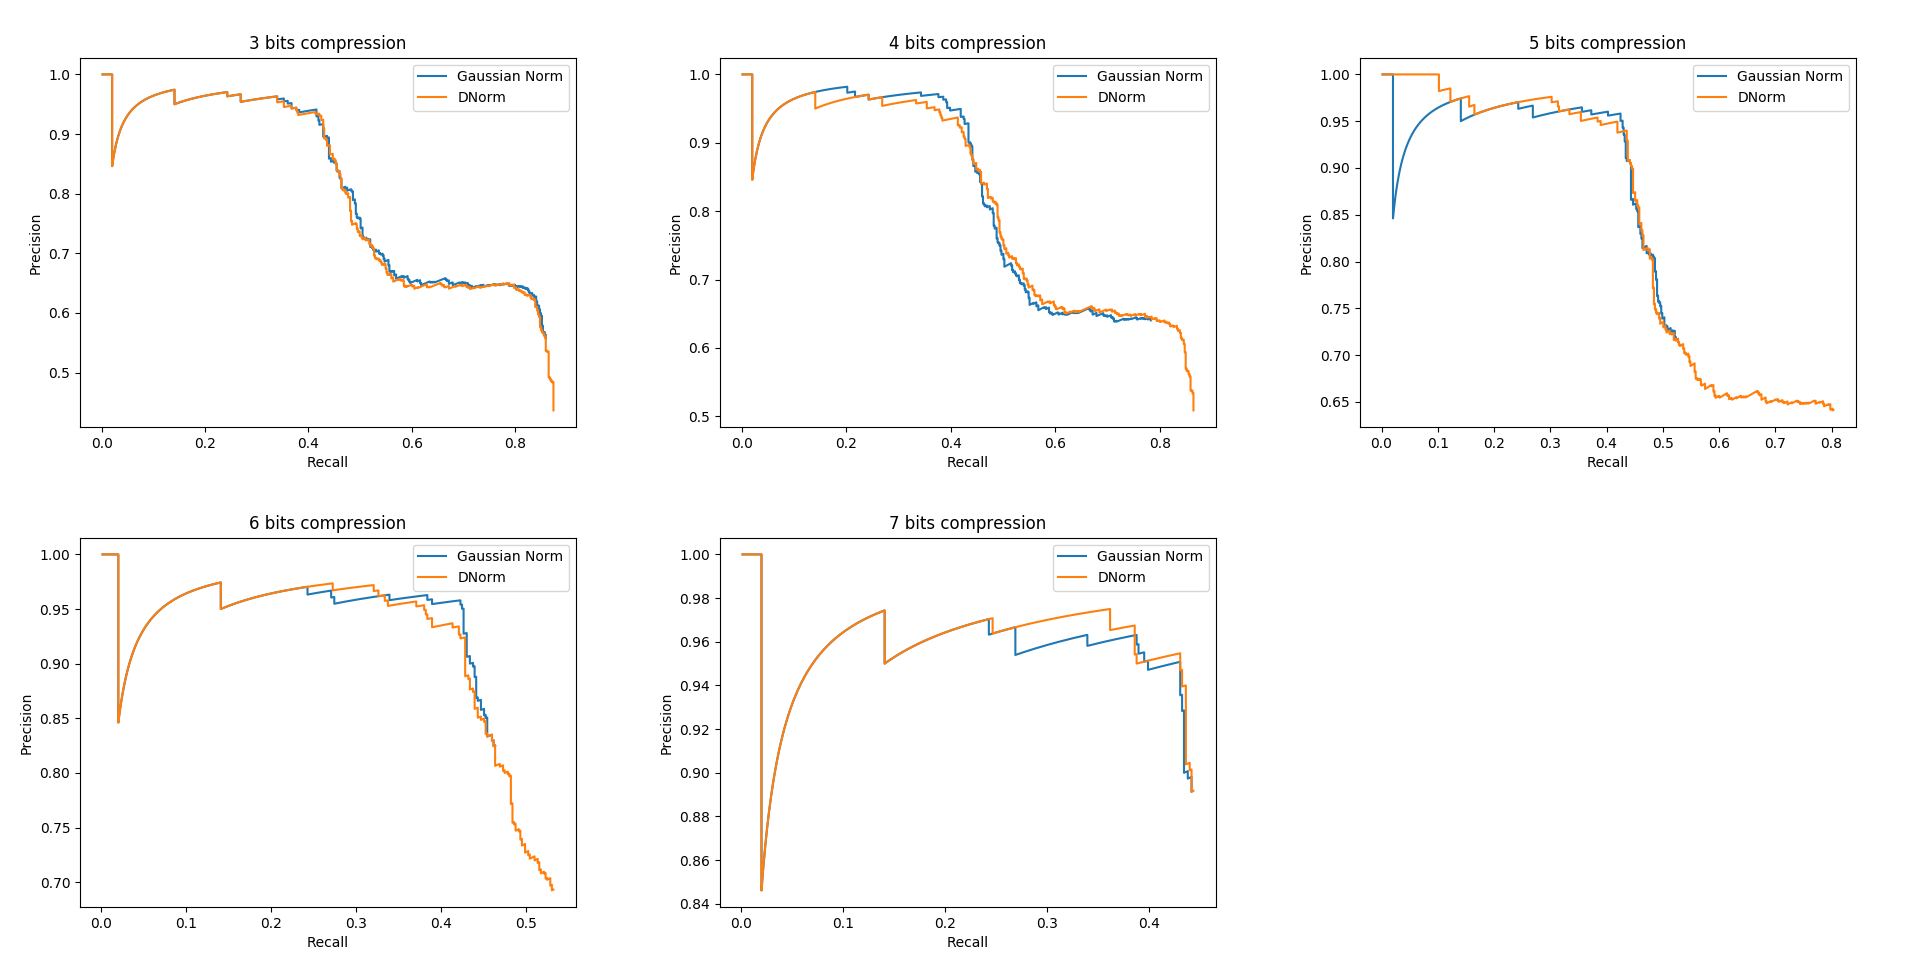 3 bits compression
Precision
1.0
0.9
0.8
0.7
0.6
0.5
Gaussian Norm
DNorm
0.0 0.2 0.4 0.6 0.8
Recall
4 bits compression
Precision
1.0
0.9
0.8
0.7
0.6
0.5
Gaussian Norm
DNorm
0.0 0.2 0.4 0.6 0.8
Recall
5 bits compression
Precision
1.00
0.95
0.90
0.85
0.80
0.75
0.70
0.65
Gaussian Norm
DNorm
0.0 0.1 0.2 0.3 0.4 0.5 0.6 0.7 0.8
Recall
6 bits compression
Precision
1.00
0.95
0.90
0.85
0.80
0.75
0.70
Gaussian Norm
DNorm
0.0 0.1 0.2 0.3 0.4 0.5
Recall
7 bits compression
Precision
1.00
0.98
0.96
0.94
0.92
0.90
0.88
0.86
0.84
Gaussian Norm
DNorm
0.0 0.1 0.2 0.3 0.4
Recall